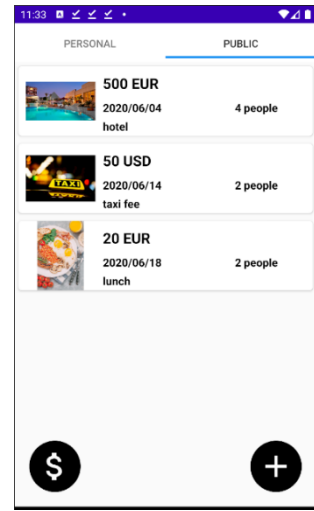 11:33
PERSONAL PUBLIC
500 EUR
2020/06/04 4 people
hotel
TAXI
50 USD
2020/06/14 2 people
taxi fee
20 EUR
2020/06/18 2 people
lunch
$ +